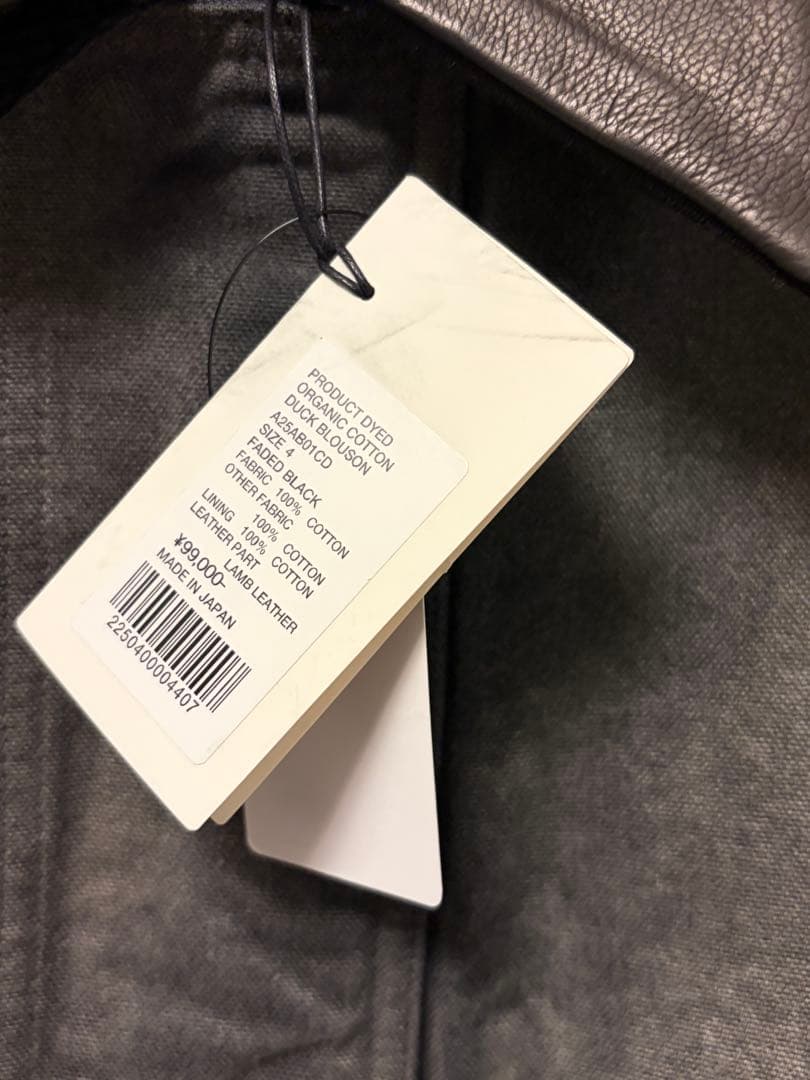 PRODUCT DYED
ORGANIC COTTON
DUCK BLOUSON
A25AB01CD
SIZE 4
FADED BLACK
FABRIC 100% COTTON
OTHER FABRIC
100% COTTON
LINING 100% COTTON
LEATHER PART
LAMB LEATHER
¥99,000-
MADE IN JAPAN
2250400004407